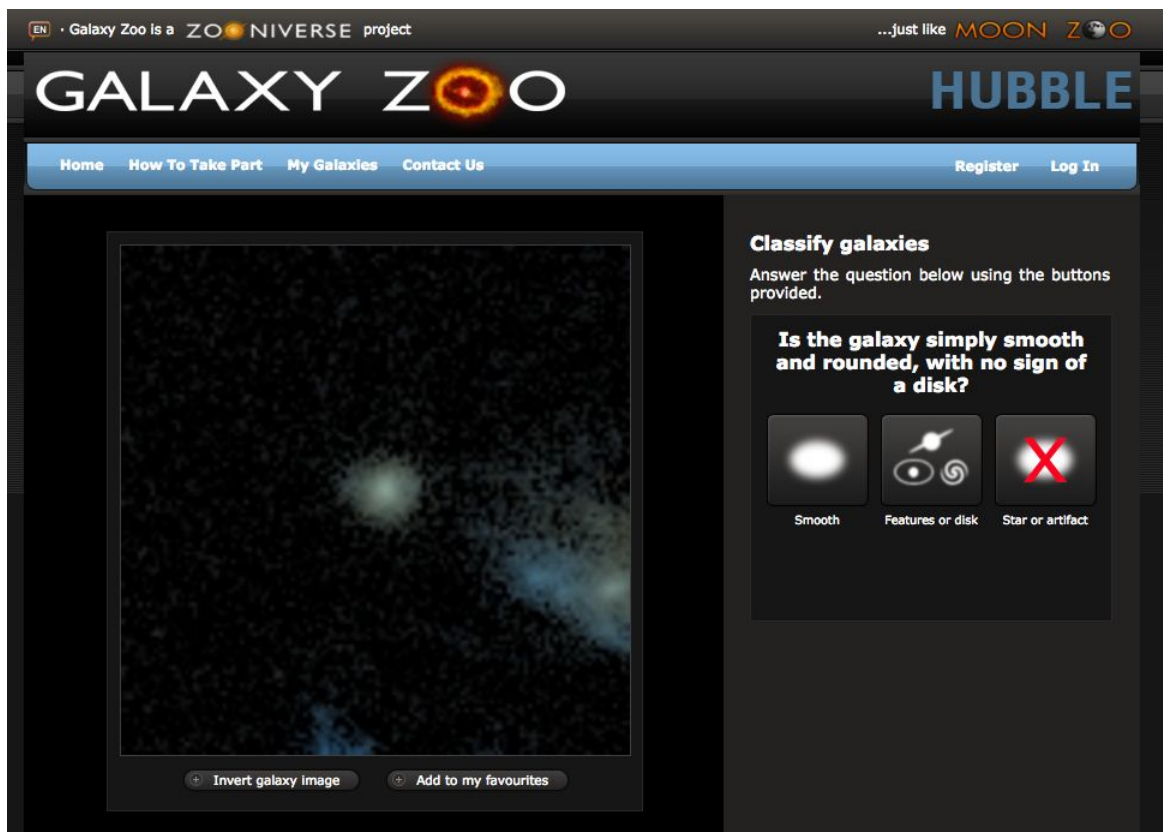 EN · Galaxy Zoo is a ZOONIVERSE project
...just like MOON ZOO
GALAXY ZOO
HUBBLE
Home How To Take Part My Galaxies Contact Us Register Log In
Classify galaxies
Answer the question below using the buttons
provided.
Is the galaxy simply smooth
and rounded, with no sign of
a disk?
X
Smooth Features or disk Star or artifact
Invert galaxy image Add to my favourites